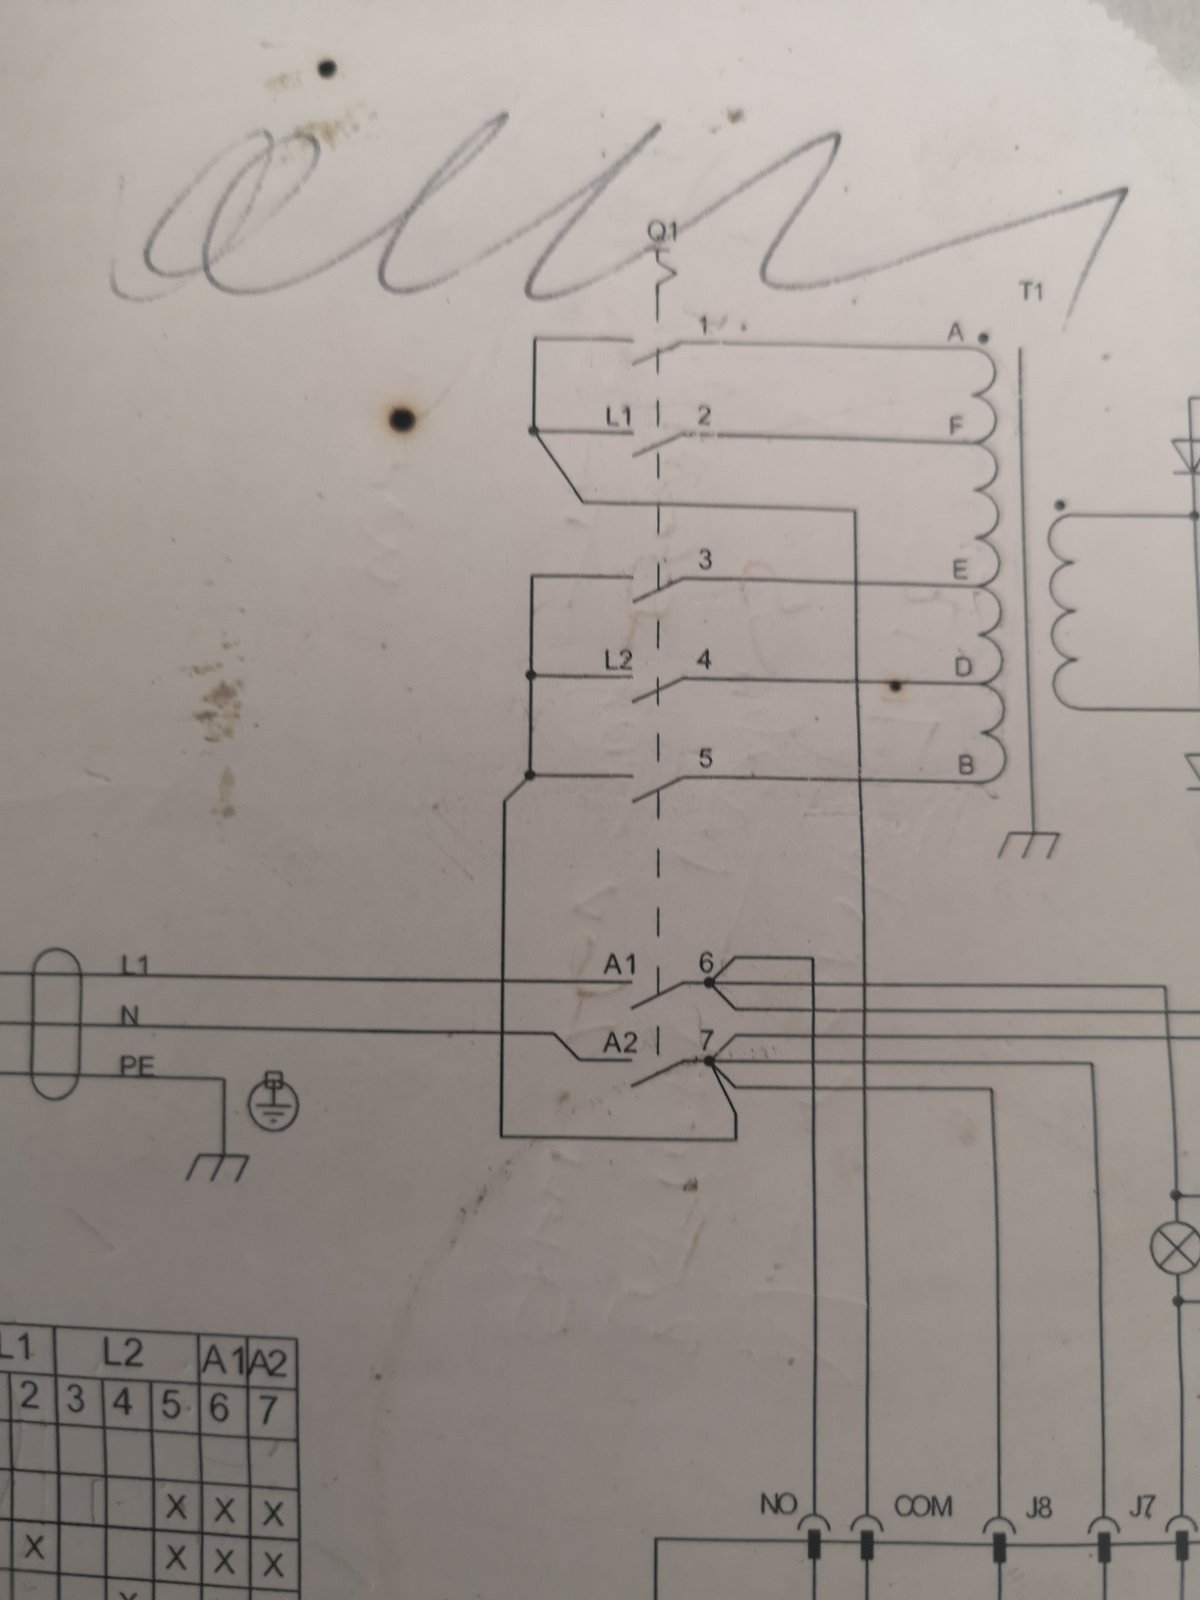 Q1
T1
1 A
L1 2 F
3 E
L2 4 D
5 B
L1 A1 6
N
A2 7
PE
L1 L2 A1 A2
2 3 4 5 6 7
X X X
X X X X
X
NO COM J8 J7